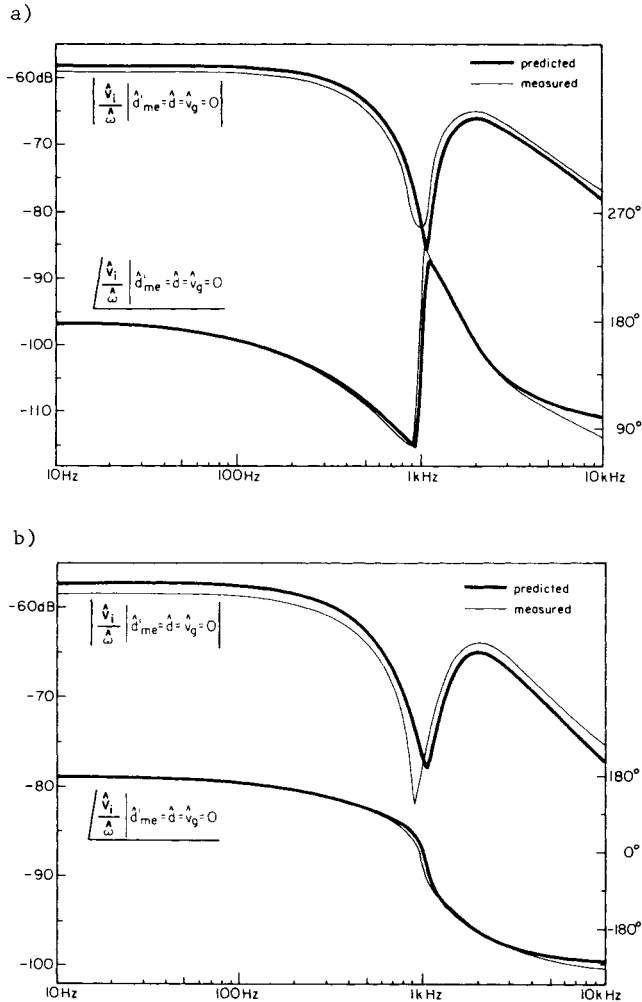 a)
-60dB
-70
-80
-90
-100
-110
10Hz
100Hz
1kHz
10kHz
270°
180°
90°
predicted
measured
| v̂ᵢ/ω̂ | d̂'me=d̂=v̂g=0 |
∠ v̂ᵢ/ω̂ | d̂'me=d̂=v̂g=0
b)
-60dB
-70
-80
-90
-100
10Hz
100Hz
1kHz
10kHz
180°
0°
-180°
predicted
measured
| v̂ᵢ/ω̂ | d̂'me=d̂=v̂g=0 |
∠ v̂ᵢ/ω̂ | d̂'me=d̂=v̂g=0